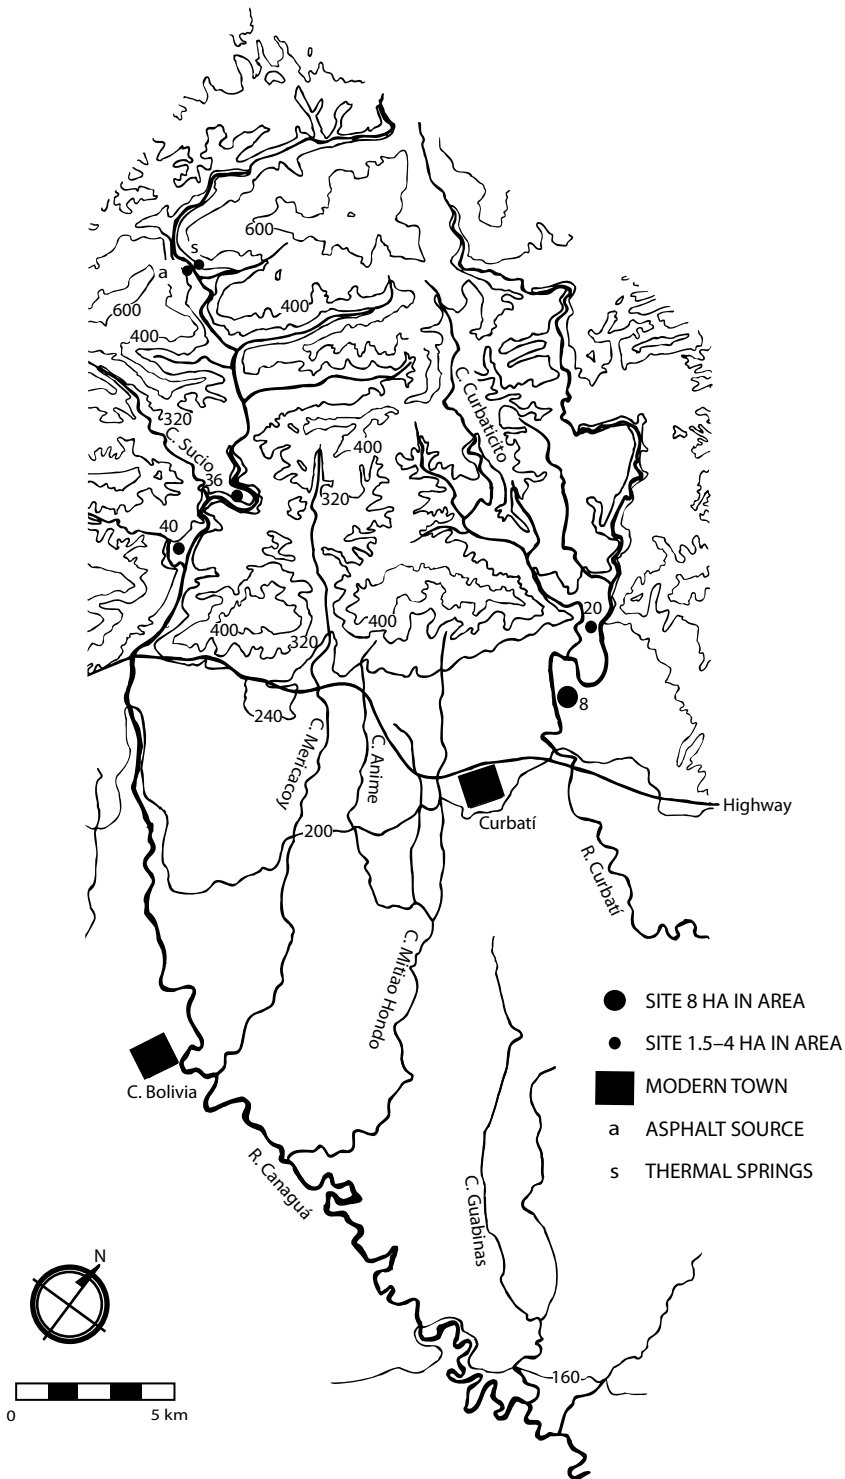 600
s
a
600
400
400
C. Curbaticito
320
C. Sucio
400
36
320
40
20
400
320
400
8
240
C. Mericacoy
C. Anime
Highway
Curbatí
200
R. Curbatí
C. Mitiao Hondo
SITE 8 HA IN AREA
SITE 1.5–4 HA IN AREA
MODERN TOWN
C. Bolivia
a ASPHALT SOURCE
s THERMAL SPRINGS
R. Canaguá
C. Guabinas
N
160
0 5 km